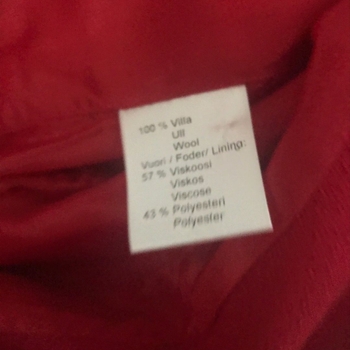 100 % Villa
Ull
Wool
Vuori / Foder/ Lining:
57 % Viskoosi
Viskos
Viscose
43 % Polyesteri
Polyester